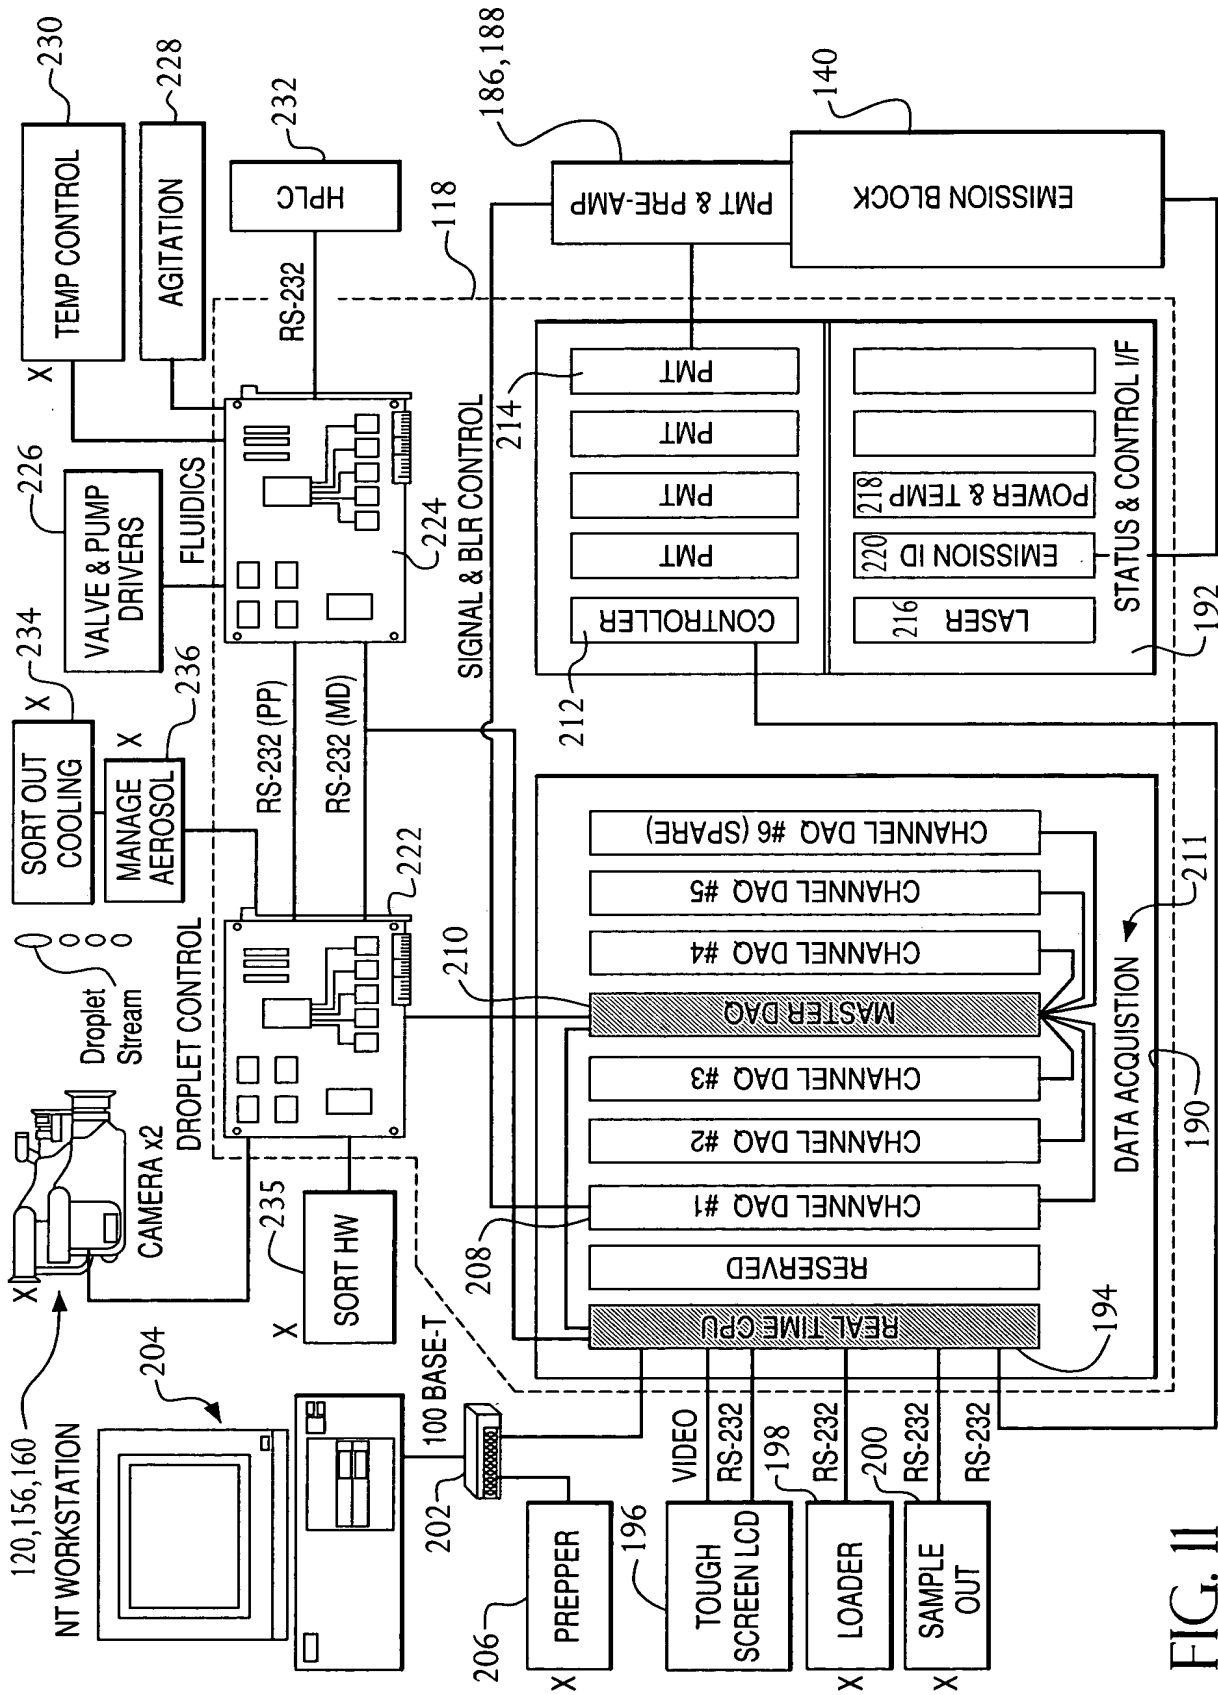 120,156,160
NT WORKSTATION
204
X
CAMERA x2
Droplet
Stream
DROPLET CONTROL
SORT OUT
COOLING
X
234
MANAGE
AEROSOL
X
236
VALVE & PUMP
DRIVERS
226
FLUIDICS
TEMP CONTROL
X
230
AGITATION
228
HPLC
232
RS-232
118
100 BASE-T
202
X
SORT HW
235
222
RS-232 (PP)
RS-232 (MD)
224
SIGNAL & BLR CONTROL
PMT & PRE-AMP
186,188
EMISSION BLOCK
140
206
PREPPER
X
196
TOUGH
SCREEN LCD
VIDEO
RS-232
198
LOADER
X
RS-232
200
SAMPLE
OUT
X
RS-232
RS-232
REAL TIME CPU
194
RESERVED
208
CHANNEL DAQ #1
CHANNEL DAQ #2
CHANNEL DAQ #3
210
MASTER DAQ
CHANNEL DAQ #4
CHANNEL DAQ #5
CHANNEL DAQ #6 (SPARE)
DATA ACQUISTION
211
190
212
CONTROLLER
PMT
PMT
PMT
PMT
214
LASER
216
EMISSION ID
220
POWER & TEMP
218
STATUS & CONTROL I/F
192
FIG. 11